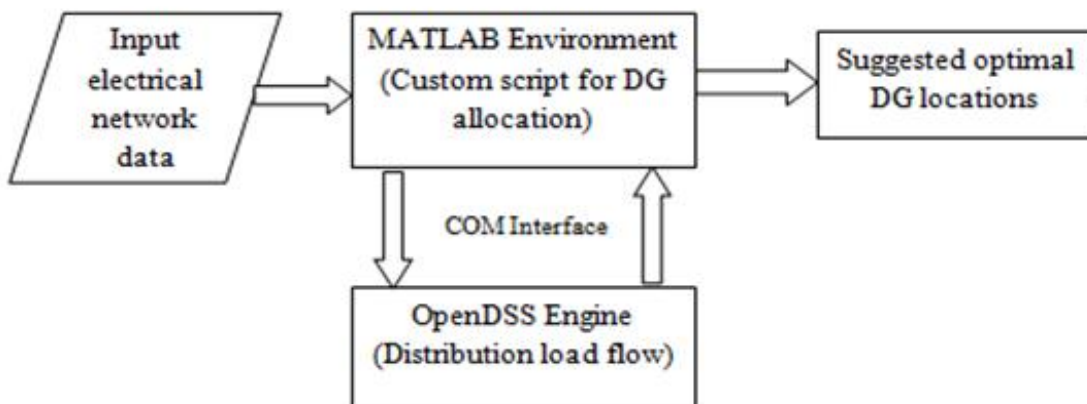 Input
electrical
network
data
MATLAB Environment
(Custom script for DG
allocation)
Suggested optimal
DG locations
COM Interface
OpenDSS Engine
(Distribution load flow)